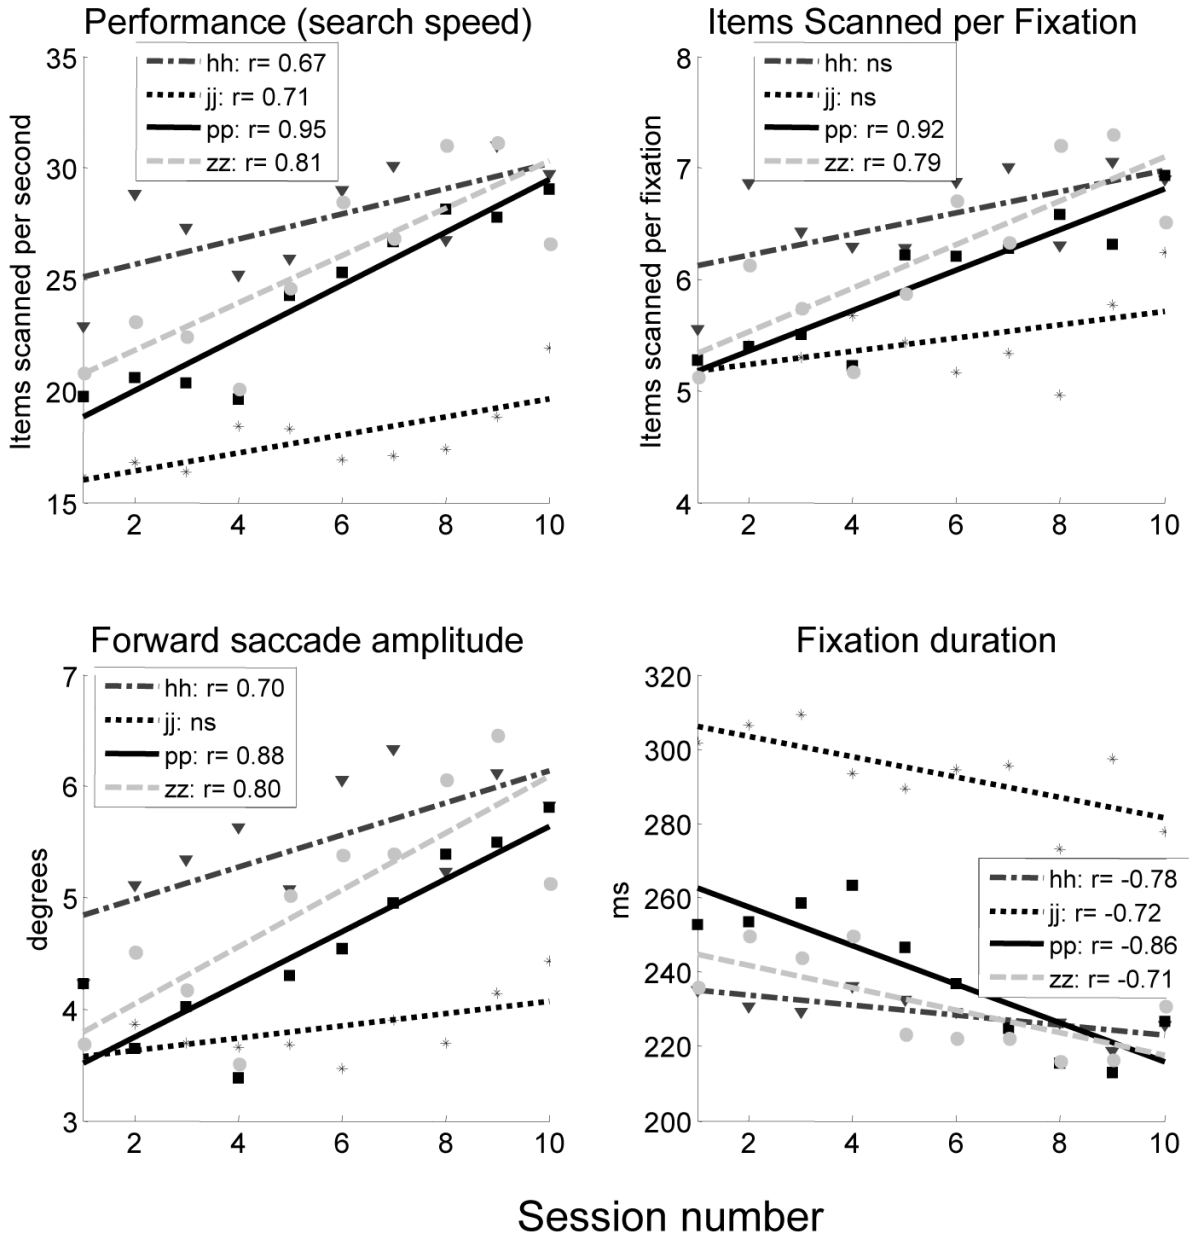 Performance (search speed)
35
30
25
20
15
Items scanned per second
hh: r= 0.67
jj: r= 0.71
pp: r= 0.95
zz: r= 0.81
2 4 6 8 10
Items Scanned per Fixation
8
7
6
5
4
Items scanned per fixation
hh: ns
jj: ns
pp: r= 0.92
zz: r= 0.79
2 4 6 8 10
Forward saccade amplitude
7
6
5
4
3
degrees
hh: r= 0.70
jj: ns
pp: r= 0.88
zz: r= 0.80
2 4 6 8 10
Fixation duration
320
300
280
260
240
220
200
ms
hh: r= -0.78
jj: r= -0.72
pp: r= -0.86
zz: r= -0.71
2 4 6 8 10
Session number